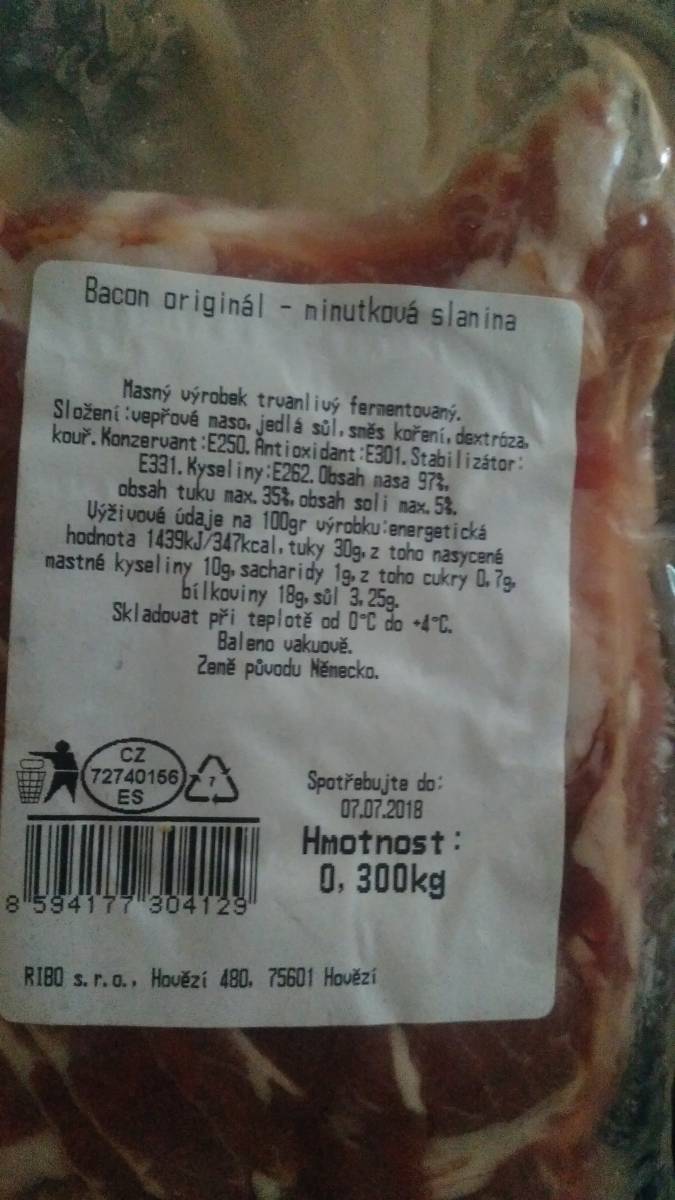 Bacon originál - minutková slanina
Masný výrobek trvanlivý fermentovaný.
Složení:vepřové maso, jedlá sůl, směs koření, dextróza,
kouř. Konzervant:E250. Antioxidant:E301. Stabilizátor:
E331. Kyseliny:E262. Obsah masa 97%,
obsah tuku max. 35%, obsah soli max. 5%.
Výživové údaje na 100gr výrobku:energetická
hodnota 1439kJ/347kcal, tuky 30g, z toho nasycené
mastné kyseliny 10g, sacharidy 1g, z toho cukry 0,7g,
bílkoviny 18g, sůl 3,25g.
Skladovat při teplotě od 0°C do +4°C.
Baleno vakuově.
Země původu Německo.
CZ
72740156
ES
7
Spotřebujte do:
07.07.2018
Hmotnost:
0,300kg
8 594177 304129
RIBO s.r.o., Hovězí 480, 75601 Hovězí